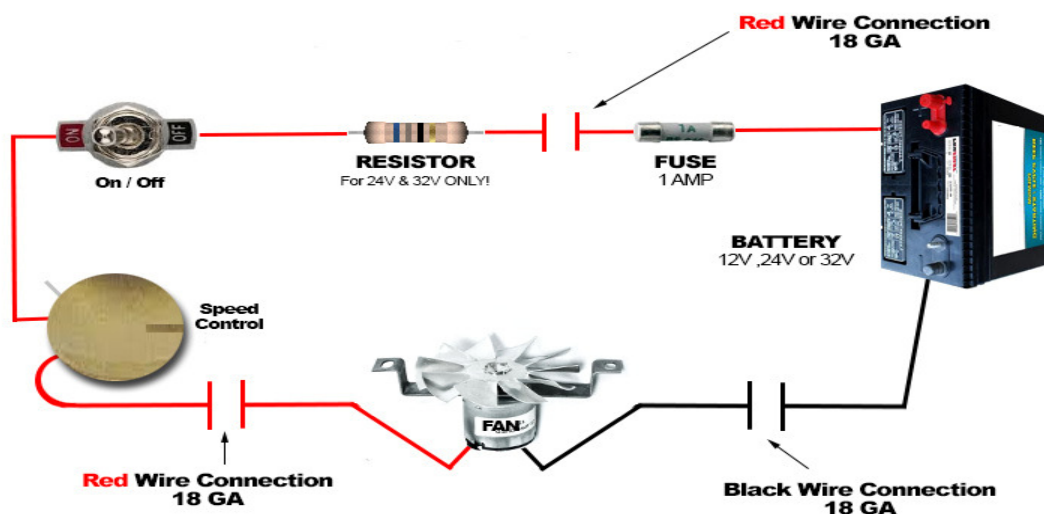 Red Wire Connection
18 GA
ON
OFF
On / Off
RESISTOR
For 24V & 32V ONLY!
1A
FUSE
1 AMP
BATTERY
12V ,24V or 32V
Speed
Control
FAN
Red Wire Connection
18 GA
Black Wire Connection
18 GA